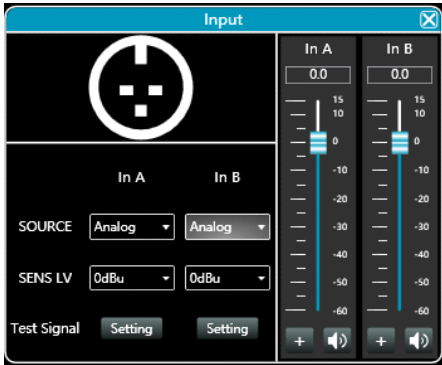 Input
In A In B
0.0 0.0
15 15
10 10
0 0
-10 -10
-20 -20
-30 -30
-40 -40
-50 -50
-60 -60
+ +
In A In B
SOURCE Analog Analog
SENS LV 0dBu 0dBu
Test Signal Setting Setting